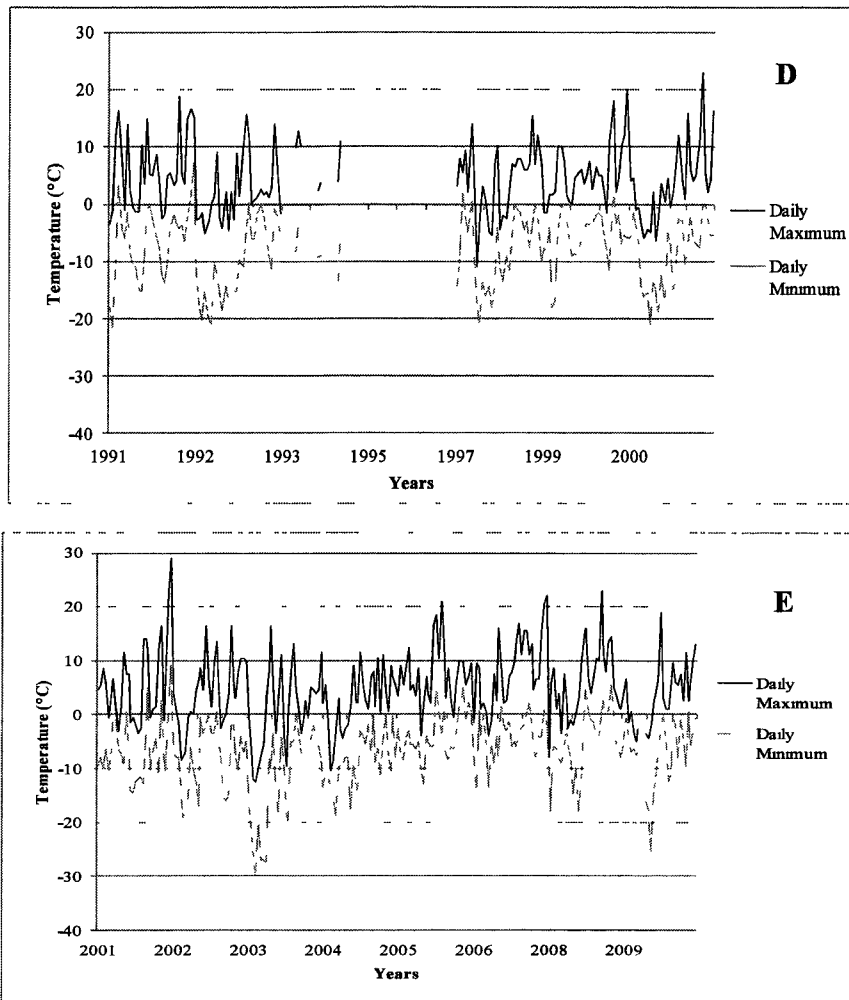 D
30
20
10
0
-10
-20
-30
-40
Temperature (°C)
1991 1992 1993 1995 1997 1999 2000
Years
Daily
Maximum
Daily
Minimum
E
30
20
10
0
-10
-20
-30
-40
Temperature (°C)
2001 2002 2003 2004 2005 2006 2008 2009
Years
Daily
Maximum
Daily
Minimum